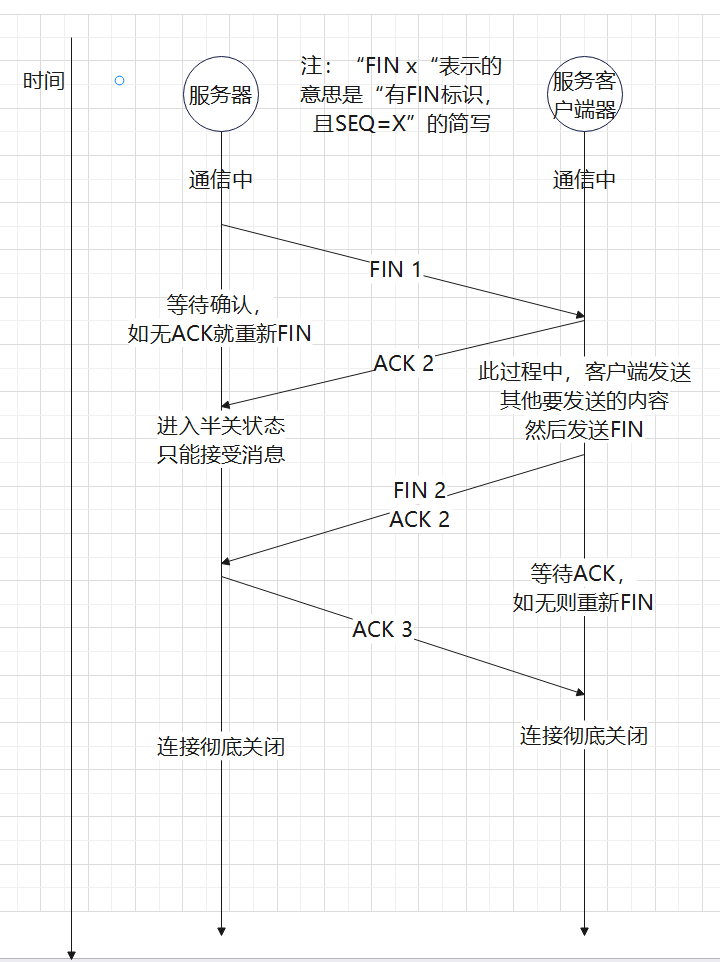 时间
服务器
注：“FIN x“表示的
意思是“有FIN标识，
且SEQ=X”的简写
服务客
户端器
通信中
通信中
FIN 1
等待确认，
如无ACK就重新FIN
ACK 2
此过程中，客户端发送
其他要发送的内容
然后发送FIN
进入半关状态
只能接受消息
FIN 2
ACK 2
等待ACK，
如无则重新FIN
ACK 3
连接彻底关闭
连接彻底关闭